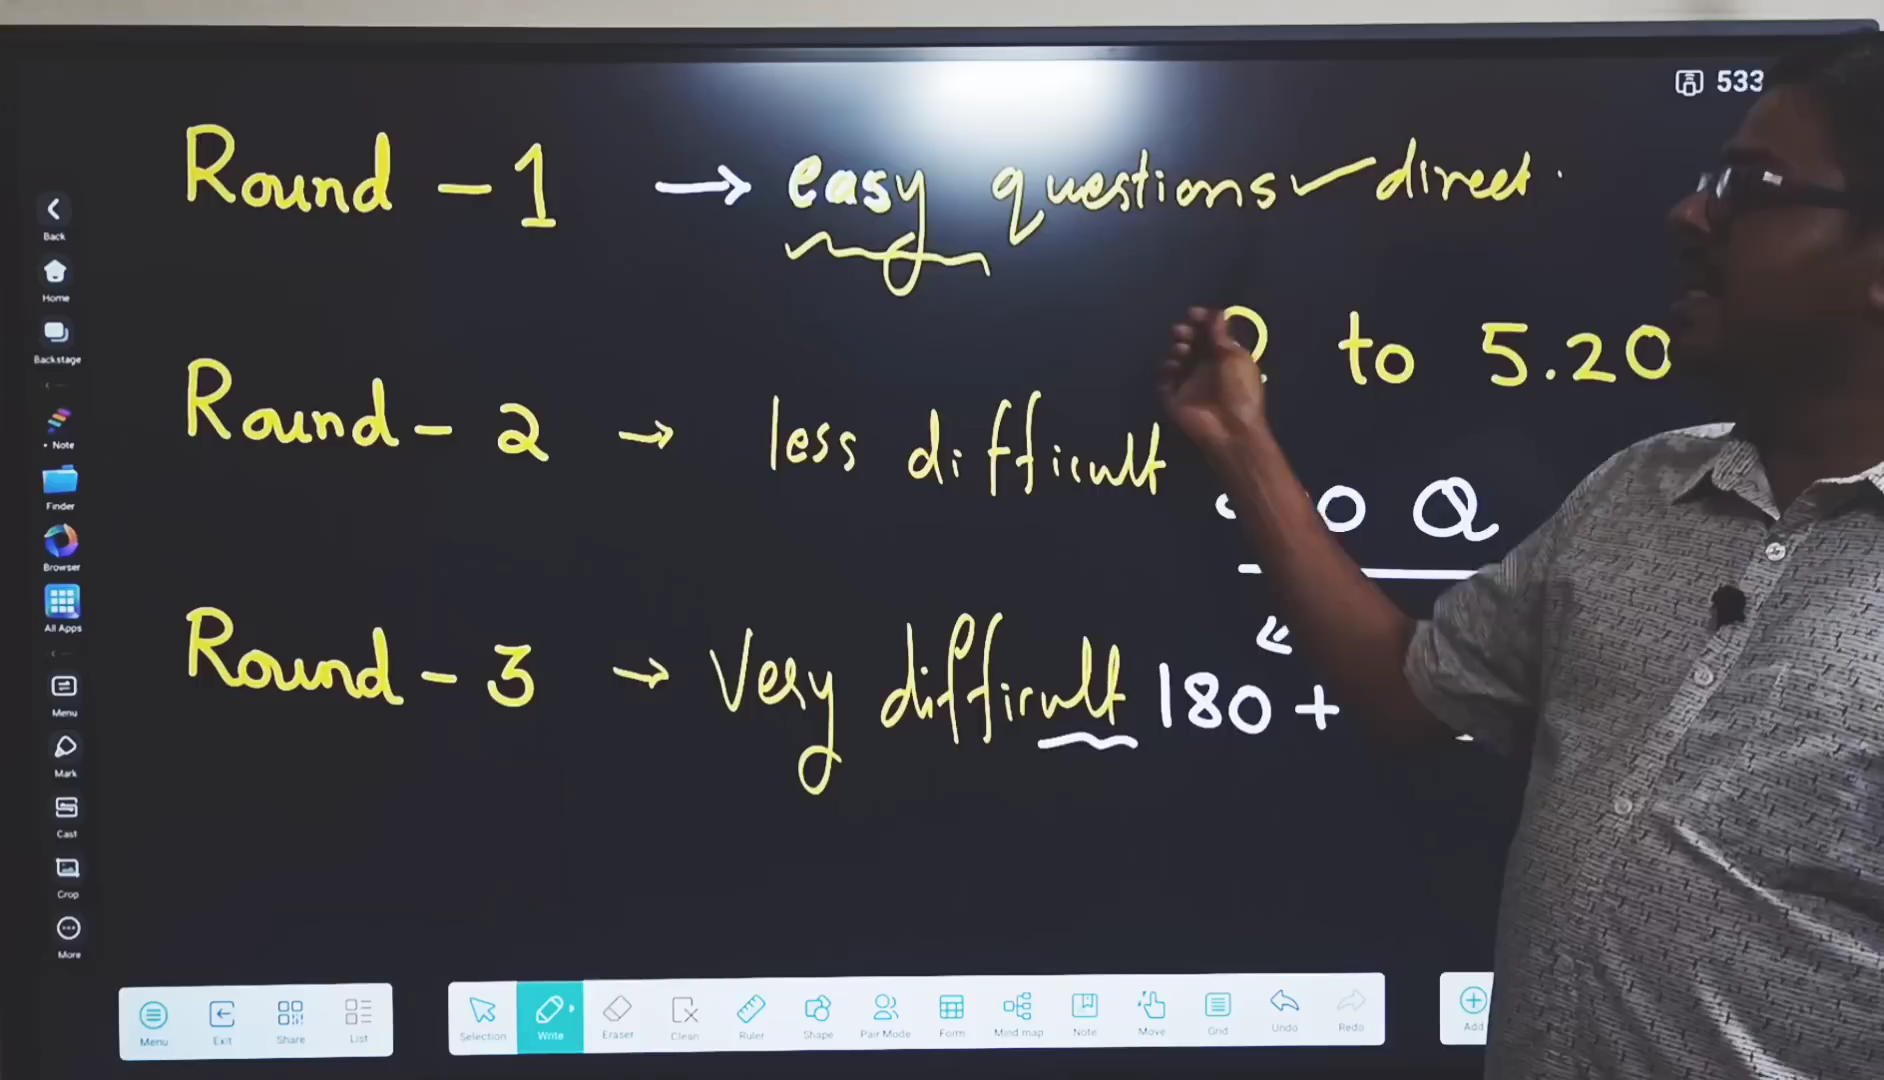 533
Round - 1 → easy questions ✓ direct.
to 5.20
Round - 2 → less difficult
Q
Round - 3 → Very difficult 180 +
Back
Home
Backstage
Note
Finder
Browser
All Apps
Menu
Mark
Cast
Crop
More
Menu Exit Share List
Selection Write Eraser Clean Ruler Shape Pair Mode Form Mind map Note Move Grid Undo Redo
Add